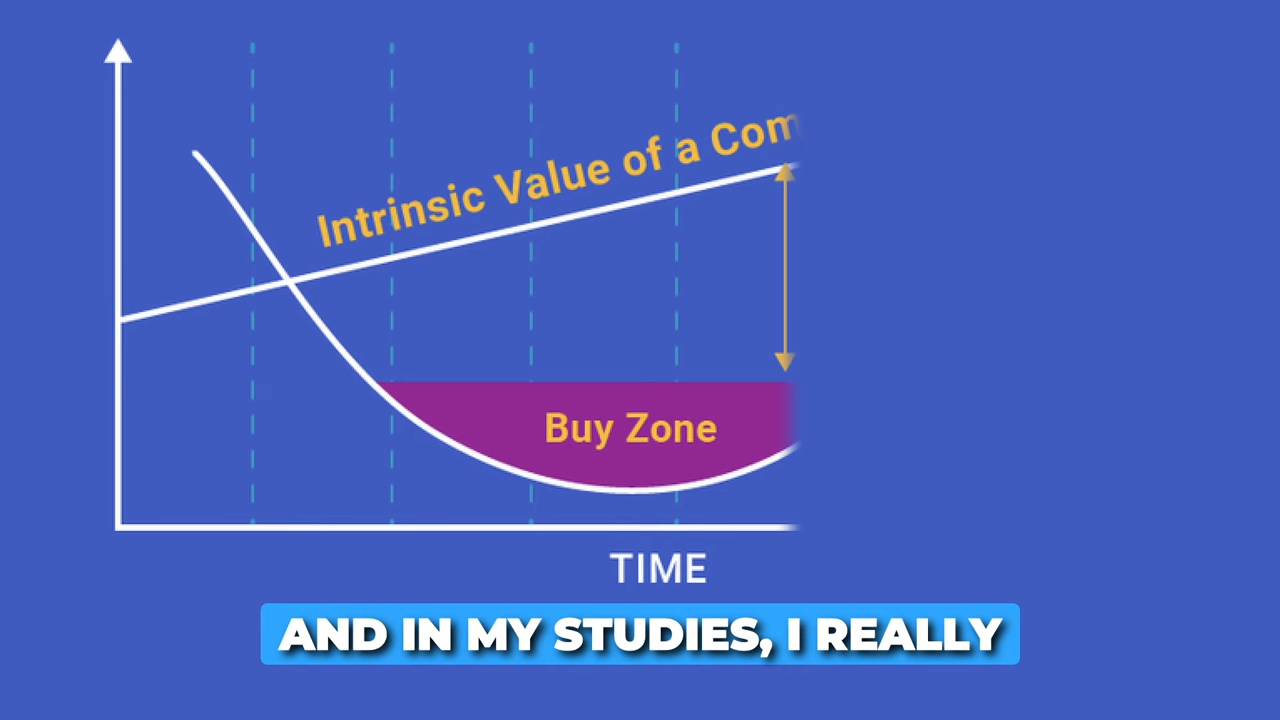 Intrinsic Value of a Com
Buy Zone
TIME
AND IN MY STUDIES, I REALLY